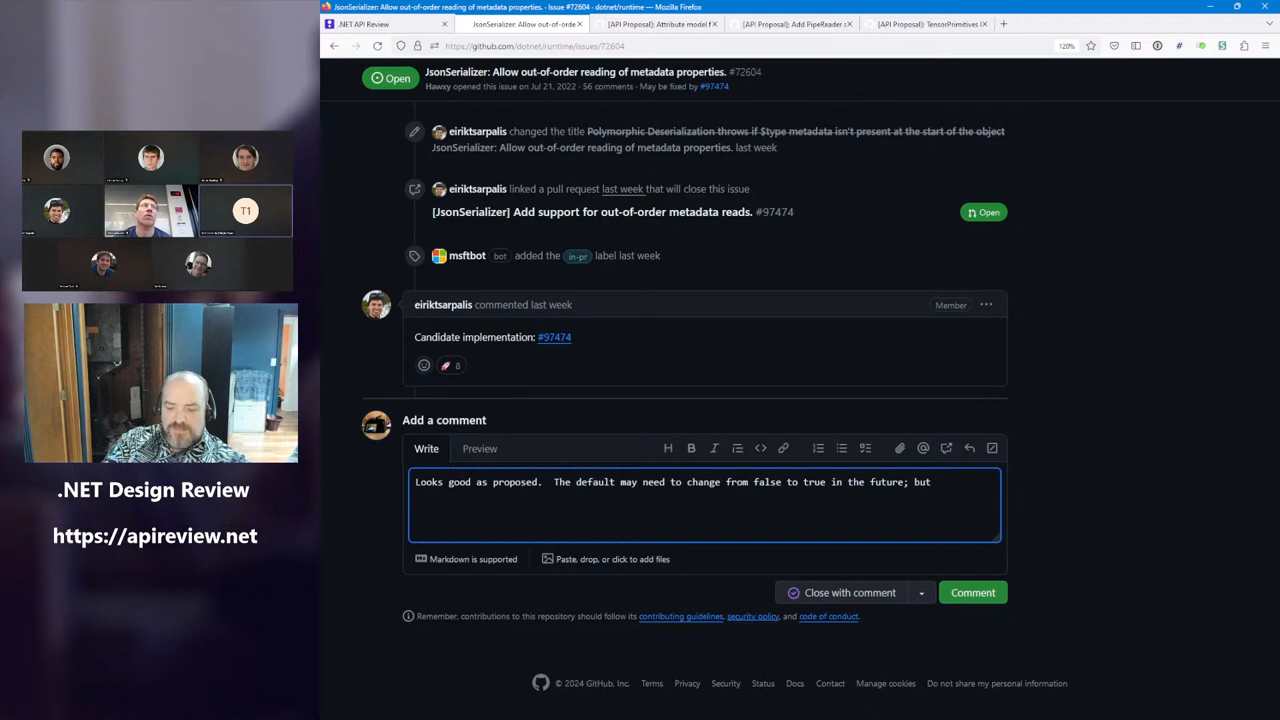 JsonSerializer: Allow out-of-order reading of metadata properties. · Issue #72604 · dotnet/runtime — Mozilla Firefox
.NET API Review
JsonSerializer: Allow out-of-orde
[API Proposal]: Attribute model f
[API Proposal]: Add PipeReader a
[API Proposal]: TensorPrimitives I
https://github.com/dotnet/runtime/issues/72604
120%
Open
JsonSerializer: Allow out-of-order reading of metadata properties. #72604
Hawxy opened this issue on Jul 21, 2022 · 56 comments · May be fixed by #97474
eiriktsarpalis changed the title Polymorphic Deserialization throws if $type metadata isn't present at the start of the object
JsonSerializer: Allow out-of-order reading of metadata properties. last week
eiriktsarpalis linked a pull request last week that will close this issue
[JsonSerializer] Add support for out-of-order metadata reads. #97474
Open
msftbot bot added the in-pr label last week
eiriktsarpalis commented last week
Member
Candidate implementation: #97474
8
Add a comment
Write
Preview
Looks good as proposed.  The default may need to change from false to true in the future; but
Markdown is supported
Paste, drop, or click to add files
Close with comment
Comment
Remember, contributions to this repository should follow its contributing guidelines, security policy, and code of conduct.
© 2024 GitHub, Inc.
Terms
Privacy
Security
Status
Docs
Contact
Manage cookies
Do not share my personal information
T1
.NET Design Review
https://apireview.net